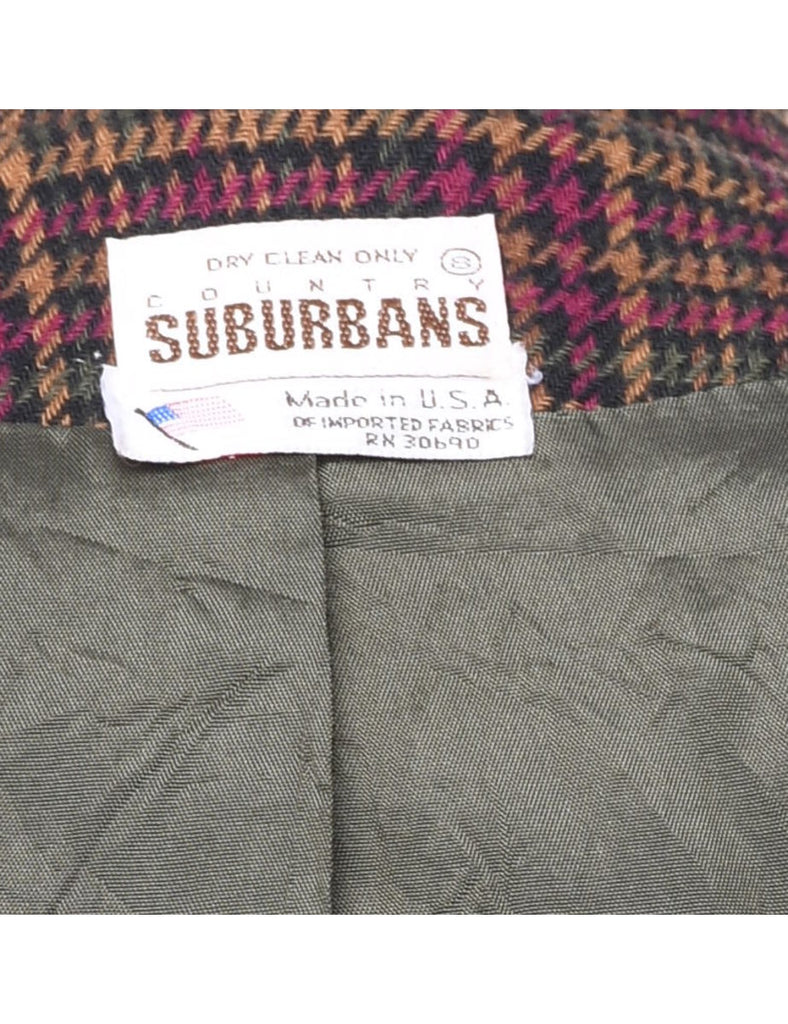 DRY CLEAN ONLY ⑧
COUNTRY
SUBURBANS
Made in U.S.A.
OF IMPORTED FABRICS
RN 30690